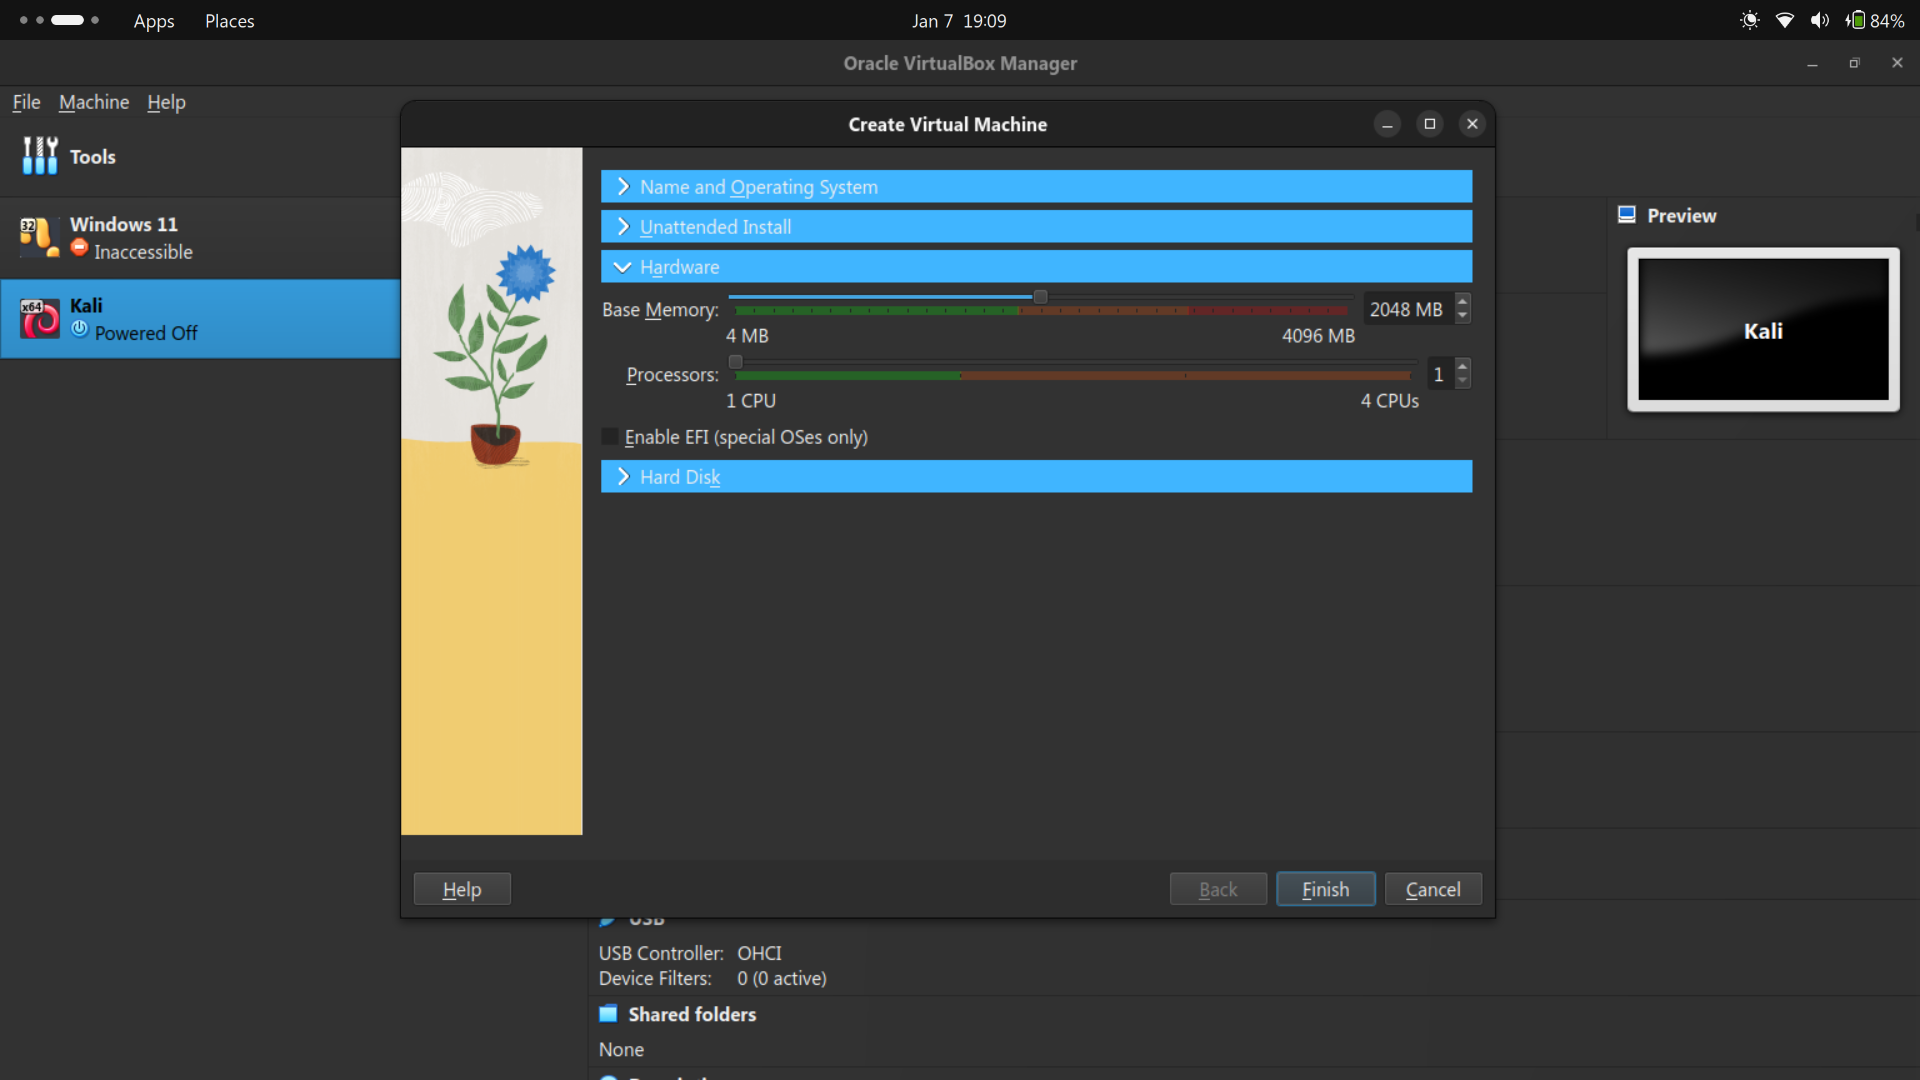 Apps Places Jan 7 19:09 84%
Oracle VirtualBox Manager
File Machine Help
Tools
32 Windows 11
Inaccessible
x64 Kali
Powered Off
Create Virtual Machine
Name and Operating System
Unattended Install
Hardware
Base Memory: 2048 MB
4 MB 4096 MB
Processors: 1
1 CPU 4 CPUs
Enable EFI (special OSes only)
Hard Disk
Help Back Finish Cancel
Preview
Kali
USB
USB Controller: OHCI
Device Filters: 0 (0 active)
Shared folders
None